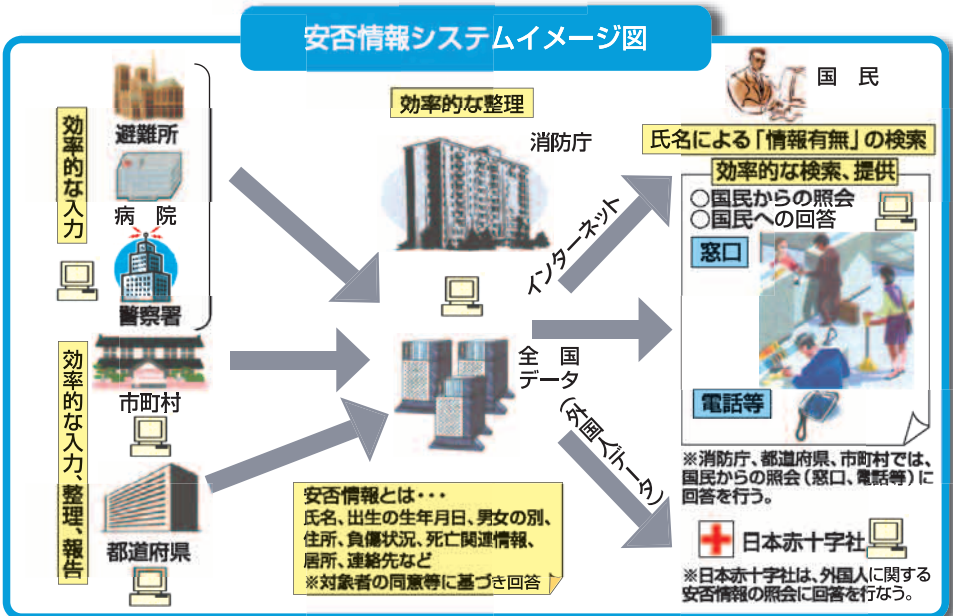 安否情報システムイメージ図
効率的な入力
避難所
病　院
警察署
効率的な入力、整理、報告
市町村
都道府県
効率的な整理
消防庁
全　国
データ
インターネット
(外国人データ)
安否情報とは・・・
氏名、出生の生年月日、男女の別、
住所、負傷状況、死亡関連情報、
居所、連絡先など
※対象者の同意等に基づき回答
国　民
氏名による「情報有無」の検索
効率的な検索、提供
○国民からの照会
○国民への回答
窓口
電話等
※消防庁、都道府県、市町村では、
国民からの照会(窓口、電話等)に
回答を行う。
日本赤十字社
※日本赤十字社は、外国人に関する
安否情報の照会に回答を行なう。